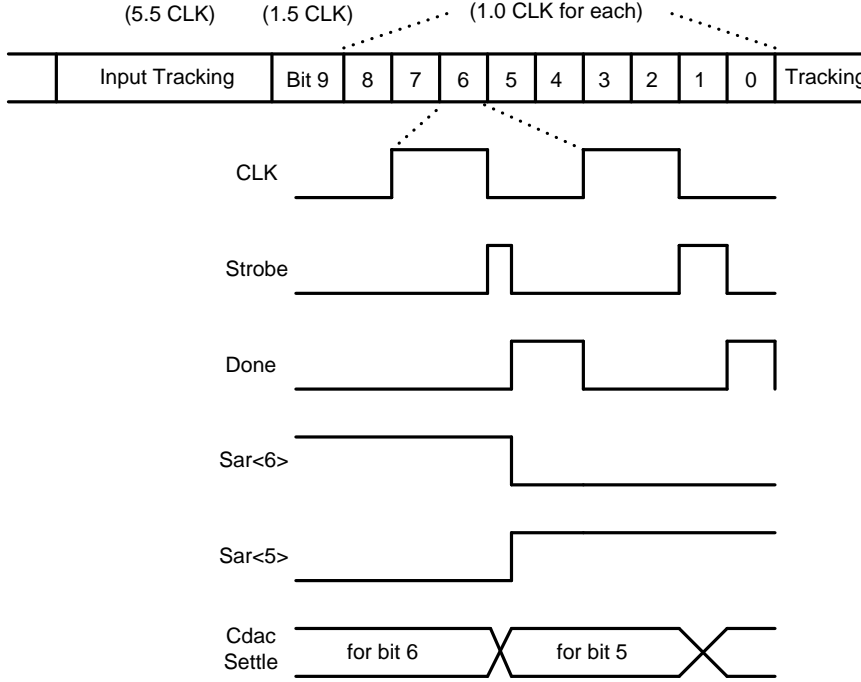 (5.5 CLK) (1.5 CLK) (1.0 CLK for each)
Input Tracking Bit 9 8 7 6 5 4 3 2 1 0 Tracking
CLK
Strobe
Done
Sar<6>
Sar<5>
Cdac
Settle
for bit 6 for bit 5